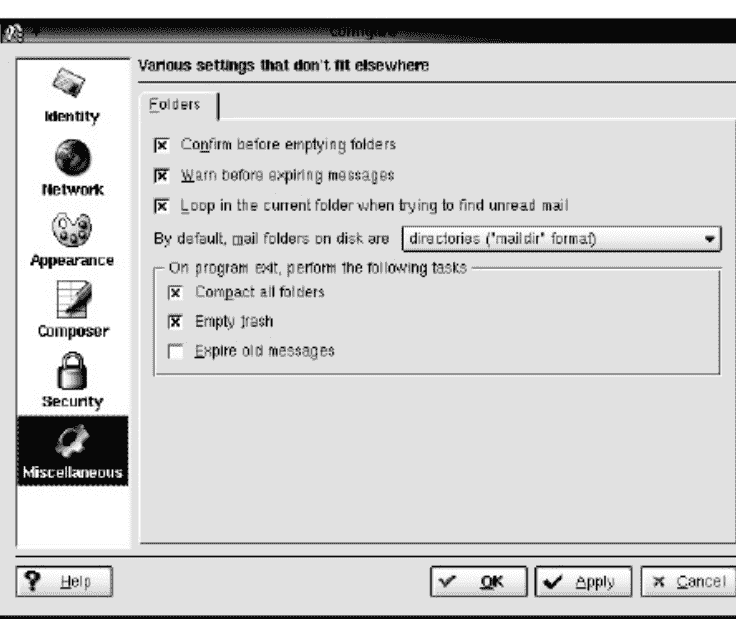 Configure
Various settings that don't fit elsewhere
Identity
Network
Appearance
Composer
Security
Miscellaneous
Folders
Confirm before emptying folders
Warn before expiring messages
Loop in the current folder when trying to find unread mail
By default, mail folders on disk are directories ("maildir" format)
On program exit, perform the following tasks
Compact all folders
Empty trash
Expire old messages
Help
OK
Apply
Cancel